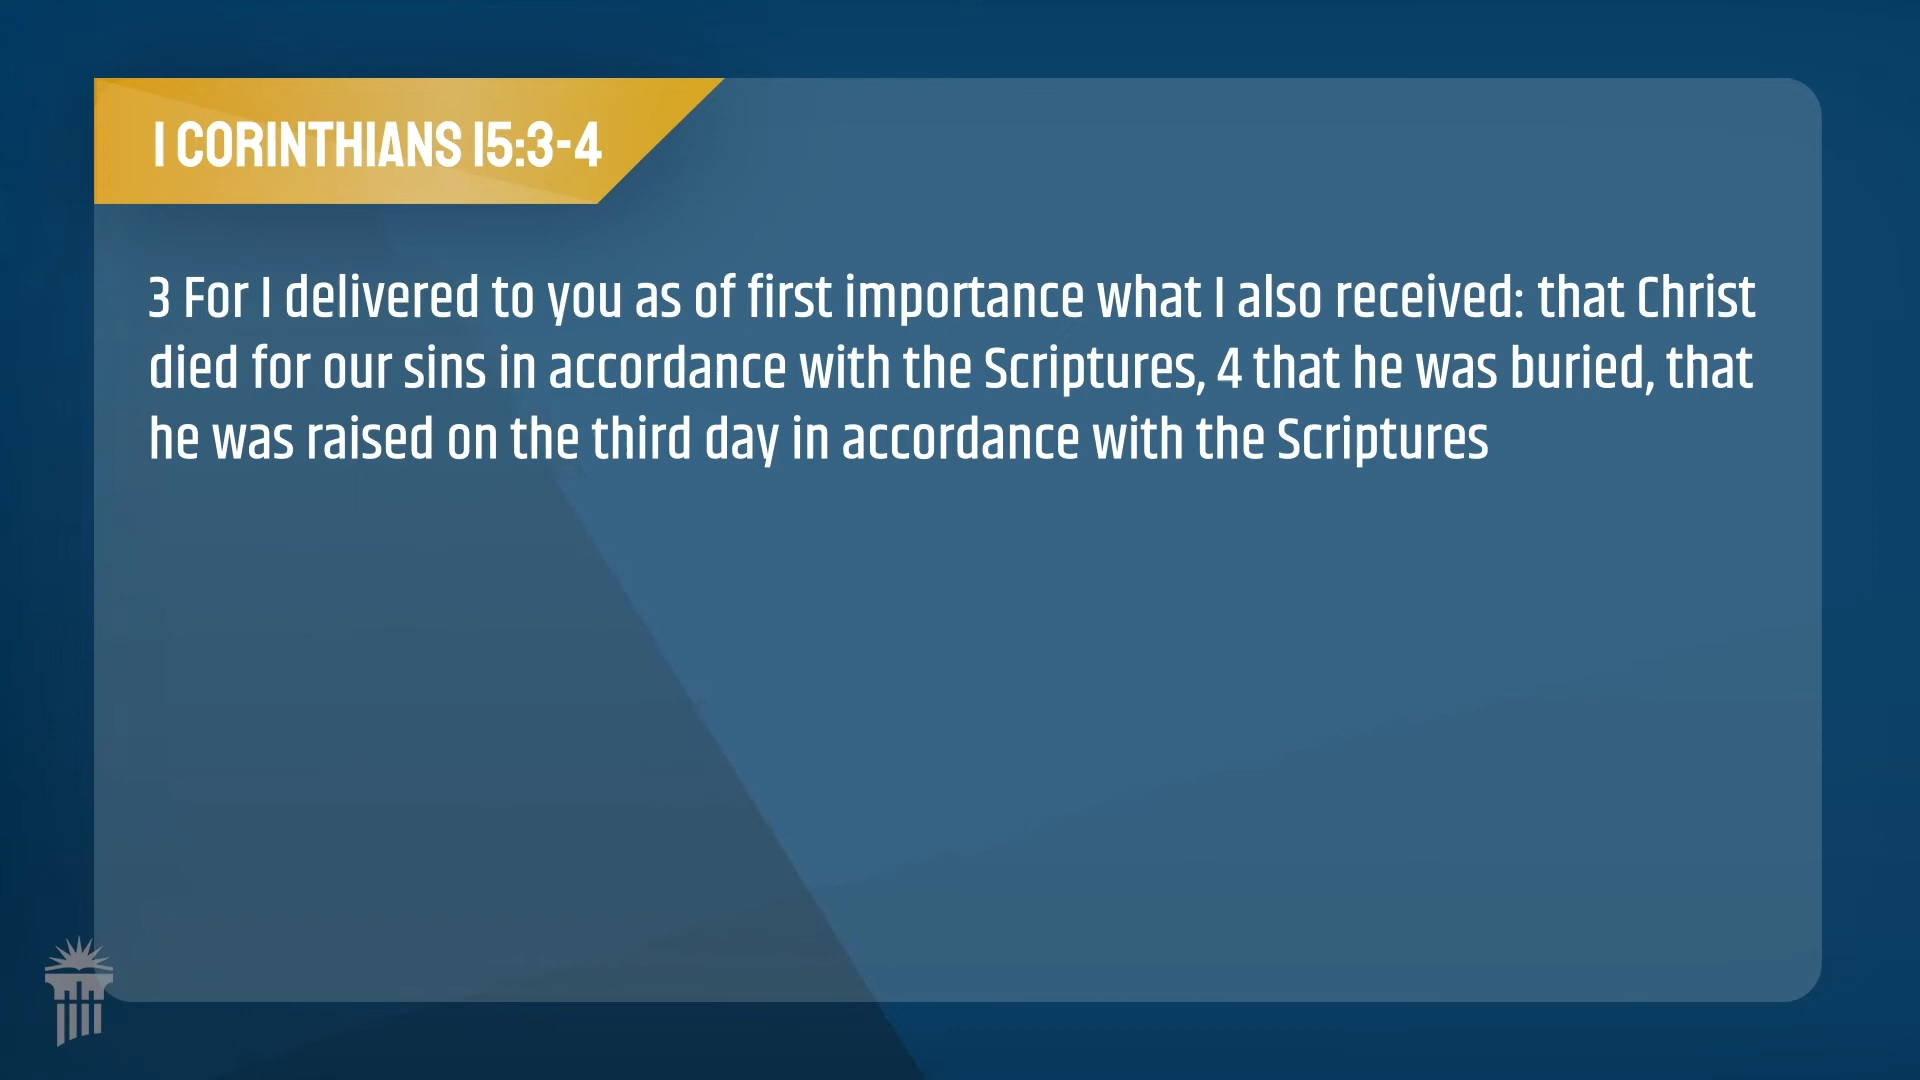 1 CORINTHIANS 15:3-4
3 For I delivered to you as of first importance what I also received: that Christ
died for our sins in accordance with the Scriptures, 4 that he was buried, that
he was raised on the third day in accordance with the Scriptures